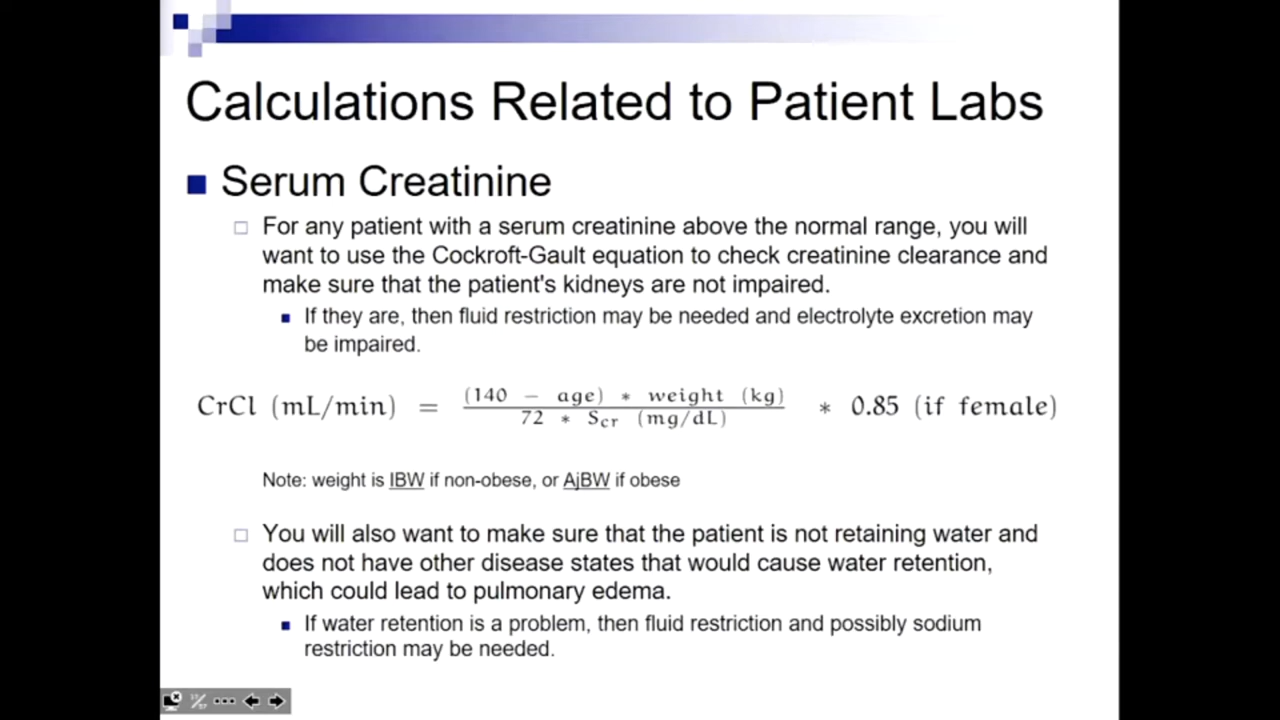 Calculations Related to Patient Labs
Serum Creatinine
For any patient with a serum creatinine above the normal range, you will
want to use the Cockroft-Gault equation to check creatinine clearance and
make sure that the patient's kidneys are not impaired.
If they are, then fluid restriction may be needed and electrolyte excretion may
be impaired.
CrCl (mL/min) = (140 − age) * weight (kg) / 72 * Scr (mg/dL) * 0.85 (if female)
Note: weight is IBW if non-obese, or AjBW if obese
You will also want to make sure that the patient is not retaining water and
does not have other disease states that would cause water retention,
which could lead to pulmonary edema.
If water retention is a problem, then fluid restriction and possibly sodium
restriction may be needed.